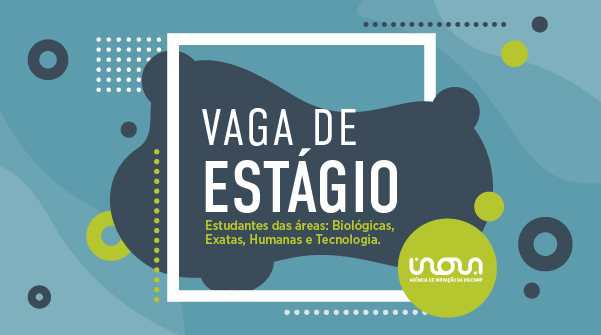 VAGA DE
ESTÁGIO
Estudantes das áreas: Biológicas,
Exatas, Humanas e Tecnologia.
inova
AGÊNCIA DE INOVAÇÃO DA UNICAMP